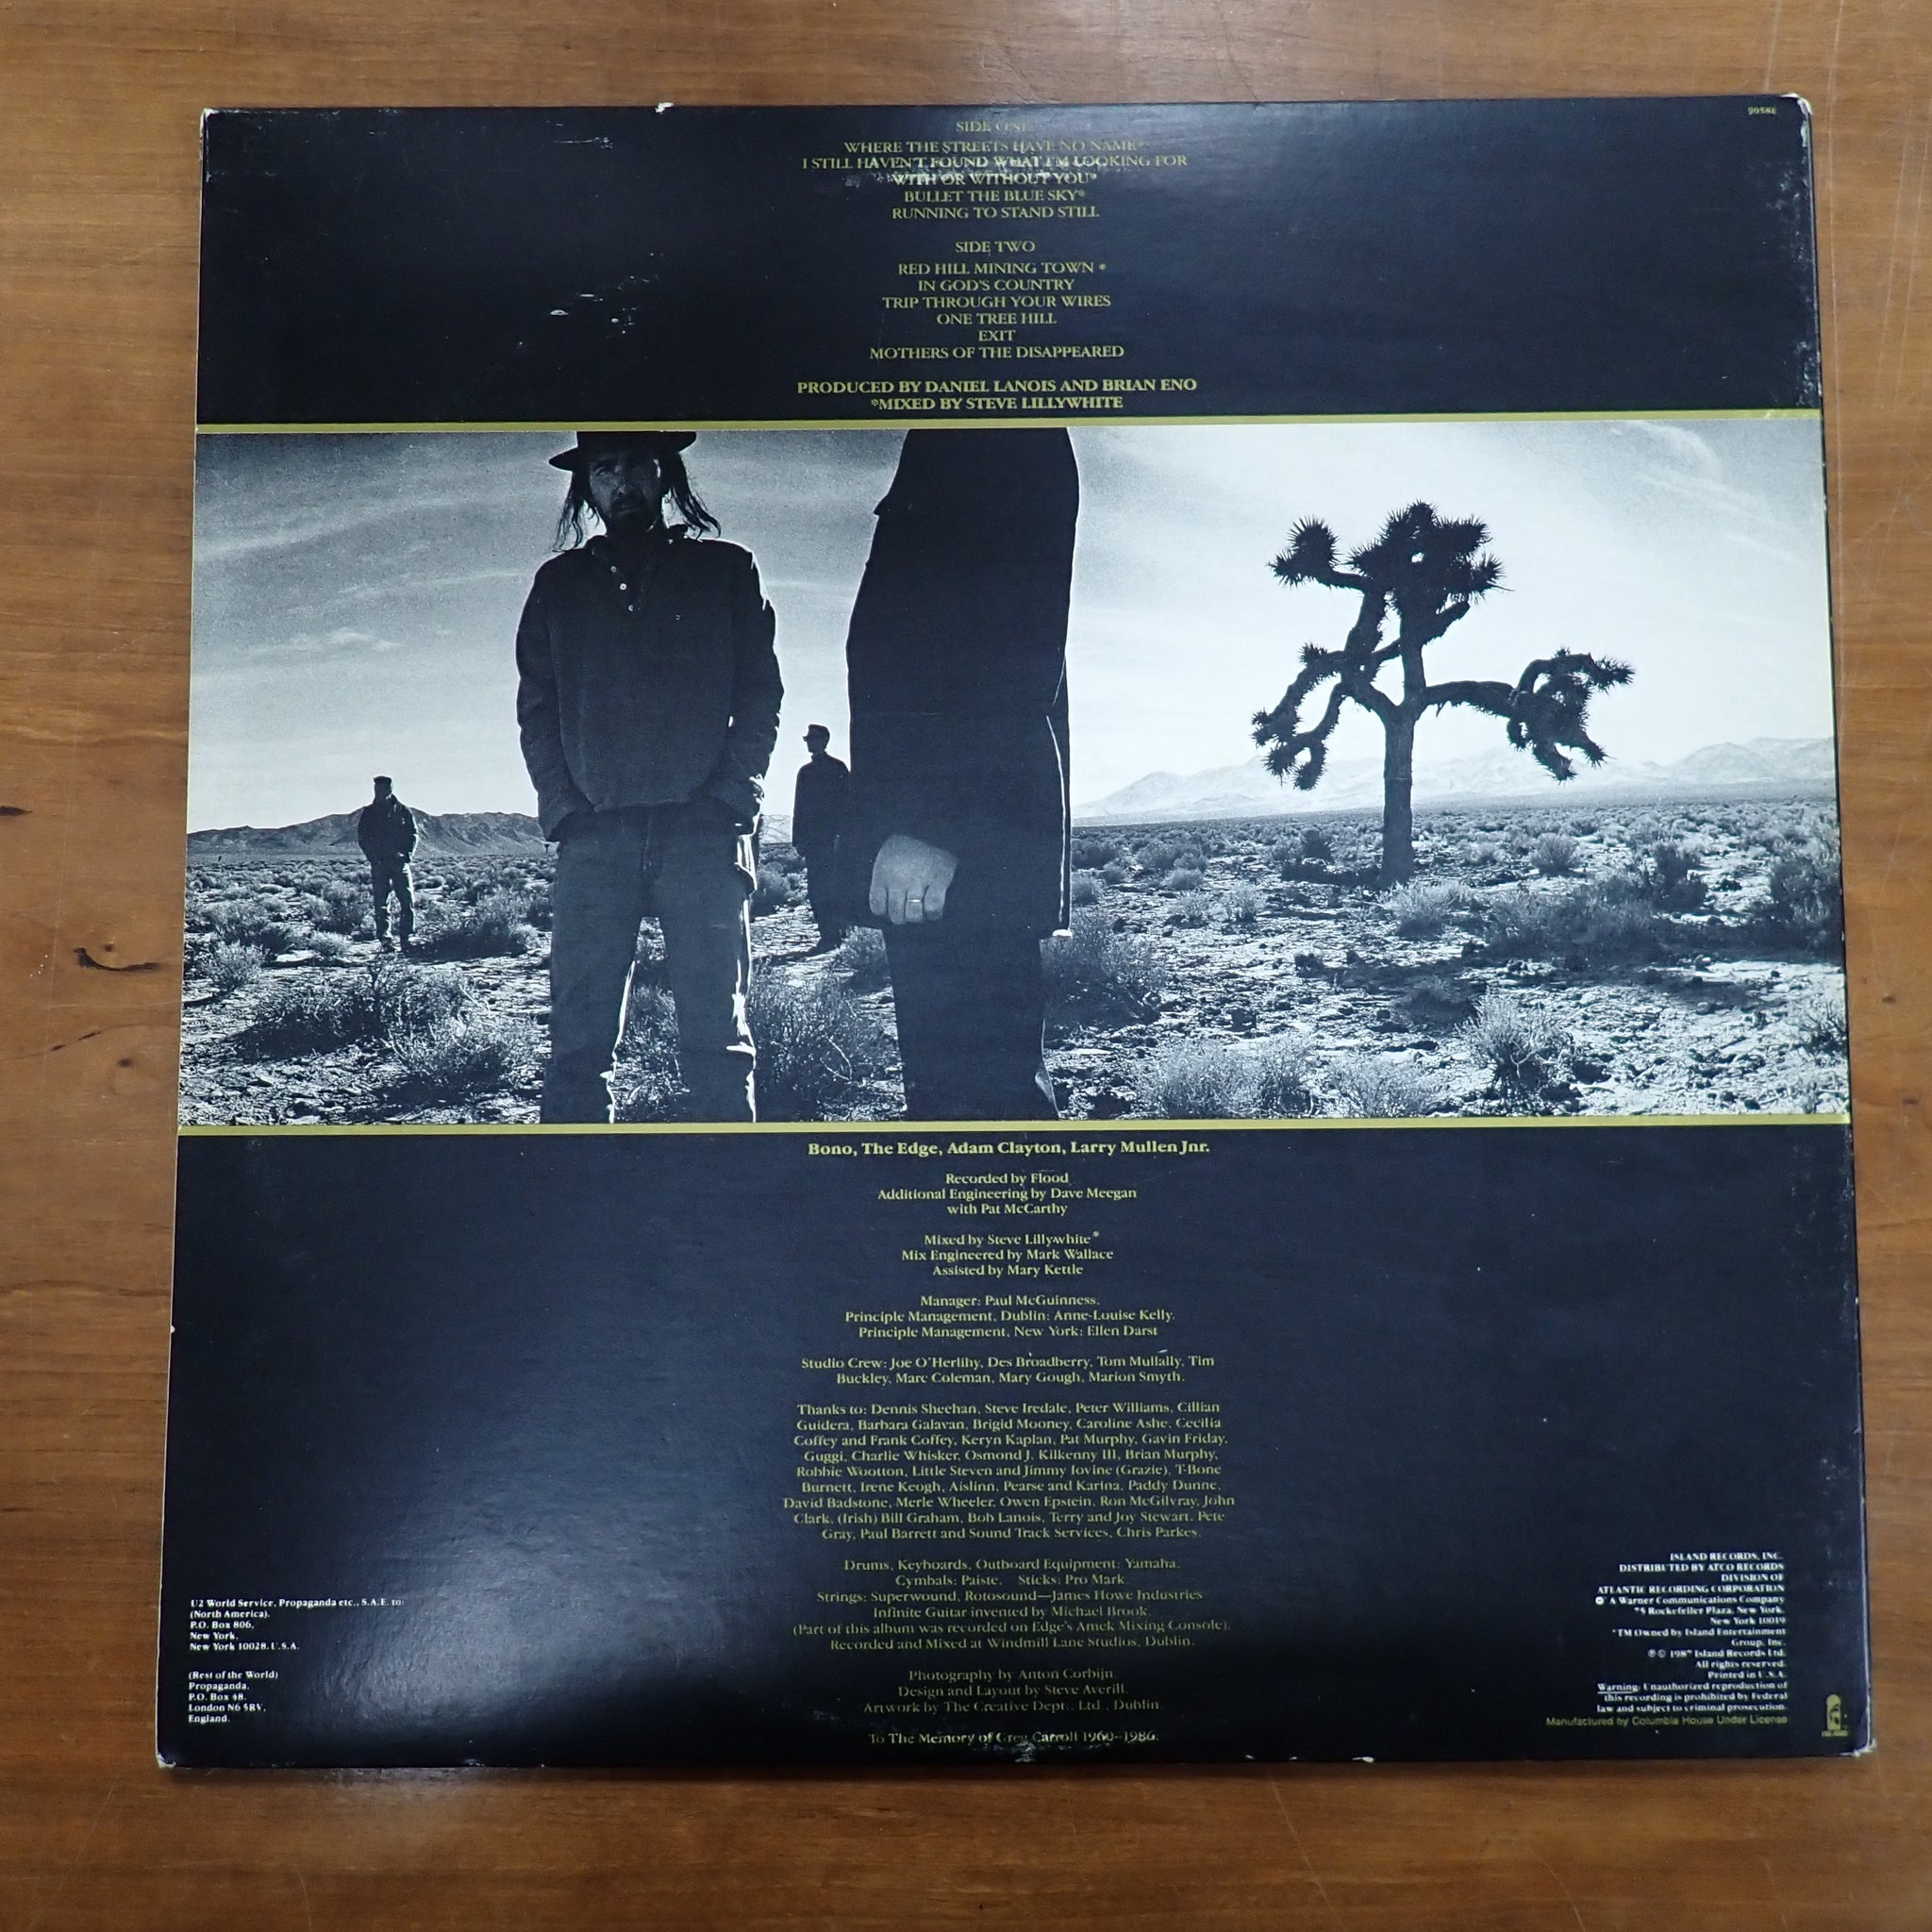 90581
SIDE ONE
WHERE THE STREETS HAVE NO NAME*
I STILL HAVEN'T FOUND WHAT I'M LOOKING FOR
WITH OR WITHOUT YOU*
BULLET THE BLUE SKY*
RUNNING TO STAND STILL
SIDE TWO
RED HILL MINING TOWN *
IN GOD'S COUNTRY
TRIP THROUGH YOUR WIRES
ONE TREE HILL
EXIT
MOTHERS OF THE DISAPPEARED
PRODUCED BY DANIEL LANOIS AND BRIAN ENO
*MIXED BY STEVE LILLYWHITE
Bono, The Edge, Adam Clayton, Larry Mullen Jnr.
Recorded by Flood
Additional Engineering by Dave Meegan
with Pat McCarthy
Mixed by Steve Lillywhite*
Mix Engineered by Mark Wallace
Assisted by Mary Kettle
Manager: Paul McGuinness.
Principle Management, Dublin: Anne-Louise Kelly.
Principle Management, New York: Ellen Darst
Studio Crew: Joe O'Herlihy, Des Broadberry, Tom Mullally, Tim
Buckley, Marc Coleman, Mary Gough, Marion Smyth.
Thanks to: Dennis Sheehan, Steve Iredale, Peter Williams, Cillian
Guidera, Barbara Galavan, Brigid Mooney, Caroline Ashe, Cecilia
Coffey and Frank Coffey, Keryn Kaplan, Pat Murphy, Gavin Friday,
Guggi, Charlie Whisker, Osmond J. Kilkenny III, Brian Murphy,
Robbie Wootton, Little Steven and Jimmy Iovine (Grazie), T-Bone
Burnett, Irene Keogh, Aislinn, Pearse and Karina, Paddy Dunne,
David Badstone, Merle Wheeler, Owen Epstein, Ron McGilvray, John
Clark, (Irish) Bill Graham, Bob Lanois, Terry and Joy Stewart, Pete
Gray, Paul Barrett and Sound Track Services, Chris Parkes.
Drums, Keyboards, Outboard Equipment: Yamaha.
Cymbals: Paiste. Sticks: Pro Mark.
Strings: Superwound, Rotosound—James Howe Industries
Infinite Guitar invented by Michael Brook.
(Part of this album was recorded on Edge's Amek Mixing Console).
Recorded and Mixed at Windmill Lane Studios, Dublin.
Photography by Anton Corbijn.
Design and Layout by Steve Averill.
Artwork by The Creative Dept., Ltd., Dublin.
To The Memory of Greg Carroll 1960-1986.
U2 World Service, Propaganda etc., S.A.E. to:
(North America).
P.O. Box 806,
New York,
New York 10028. U.S.A.
(Rest of the World)
Propaganda,
P.O. Box 48,
London N6 5RV,
England.
ISLAND RECORDS, INC.
DISTRIBUTED BY ATCO RECORDS
DIVISION OF
ATLANTIC RECORDING CORPORATION
A Warner Communications Company
*5 Rockefeller Plaza, New York,
New York 10019
*TM Owned by Island Entertainment
Group, Inc.
℗ © 1987 Island Records Ltd.
All rights reserved.
Printed in U.S.A.
Warning: Unauthorized reproduction of
this recording is prohibited by Federal
law and subject to criminal prosecution.
Manufactured by Columbia House Under License